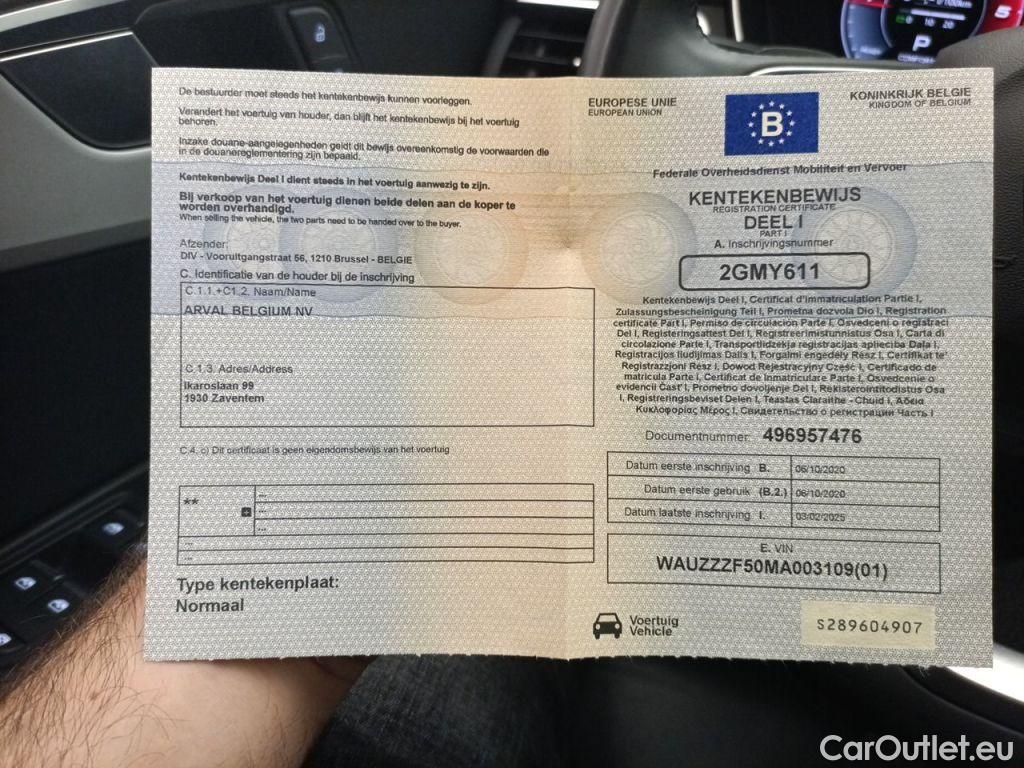 De bestuurder moet steeds het kentekenbewijs kunnen voorleggen.
Verandert het voertuig van houder, dan blijft het kentekenbewijs bij het voertuig
behoren.
Inzake douane-aangelegenheden geldt dit bewijs overeenkomstig de voorwaarden die
in de douanereglementering zijn bepaald.
Kentekenbewijs Deel I dient steeds in het voertuig aanwezig te zijn.
Bij verkoop van het voertuig dienen beide delen aan de koper te
worden overhandigd.
When selling the vehicle, the two parts need to be handed over to the buyer.
Afzender:
DIV - Vooruitgangstraat 56, 1210 Brussel - BELGIE
C. Identificatie van de houder bij de inschrijving
C.1.1.+C1.2. Naam/Name
ARVAL BELGIUM NV
C.1.3. Adres/Address
Ikaroslaan 99
1930 Zaventem
C.4. c) Dit certificaat is geen eigendomsbewijs van het voertuig
**
...
...
...
...
...
Type kentekenplaat:
Normaal
EUROPESE UNIE
EUROPEAN UNION
B
KONINKRIJK BELGIE
KINGDOM OF BELGIUM
Federale Overheidsdienst Mobiliteit en Vervoer
KENTEKENBEWIJS
REGISTRATION CERTIFICATE
DEEL I
PART I
A. Inschrijvingsnummer
2GMY611
Kentekenbewijs Deel I, Certificat d'immatriculation Partie I,
Zulassungsbescheinigung Teil I, Prometna dozvola Dio I, Registration
certificate Part I, Permiso de circulación Parte I, Osvedčení o registraci
Del I, Registreringsattest Del I, Registreerimistunnistus Osa I, Carta di
circolazione Parte I, Transportlidzekja registracijas apliecība Daļa I,
Registracijos liudijimas Dalis I, Forgalmi engedély Rész I, Certifikat ta'
Registrazzjoni Resz I, Dowod Rejestracyjny Część I, Certificado de
matricula Parte I, Certificat de Inmatriculare Parte I, Osvedcenie o
evidencii Časť I, Prometno dovoljenje Del I, Rekisteröintitodistus Osa
I, Registreringsbeviset Delen I, Teastas Claraithe - Chuid I, Άδεια
Κυκλοφορίας Μέρος I, Свидетелство о регистрации Часть I
Documentnummer: 496957476
Datum eerste inschrijving B. 06/10/2020
Datum eerste gebruik (B.2.) 06/10/2020
Datum laatste inschrijving I. 03/02/2025
E. VIN
WAUZZZF50MA003109(01)
Voertuig
Vehicle
S289604907
P
CarOutlet.eu